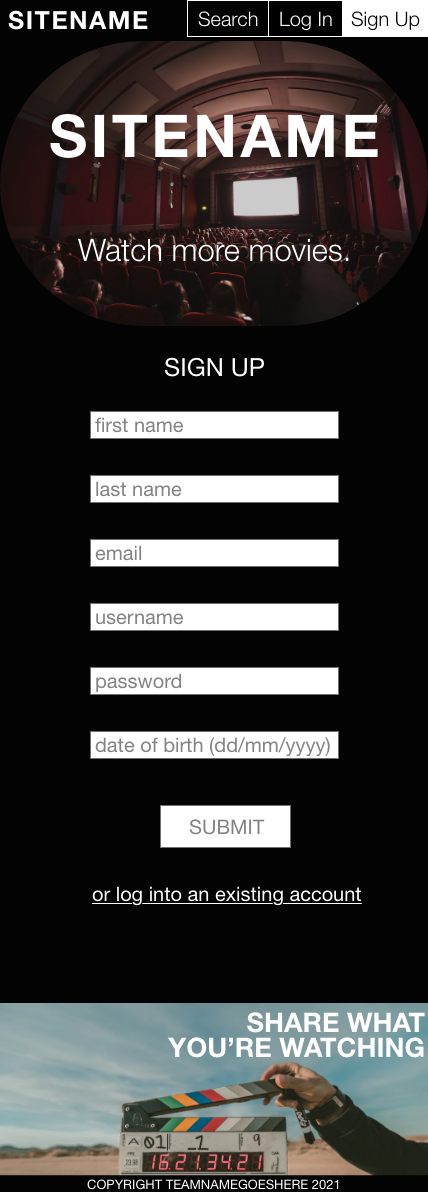 SITENAME Search Log In Sign Up
SITENAME
Watch more movies.
SIGN UP
first name
last name
email
username
password
date of birth (dd/mm/yyyy)
SUBMIT
or log into an existing account
SHARE WHAT
YOU’RE WATCHING
A 01 _1 9
16.21.34.21
COPYRIGHT TEAMNAMEGOESHERE 2021